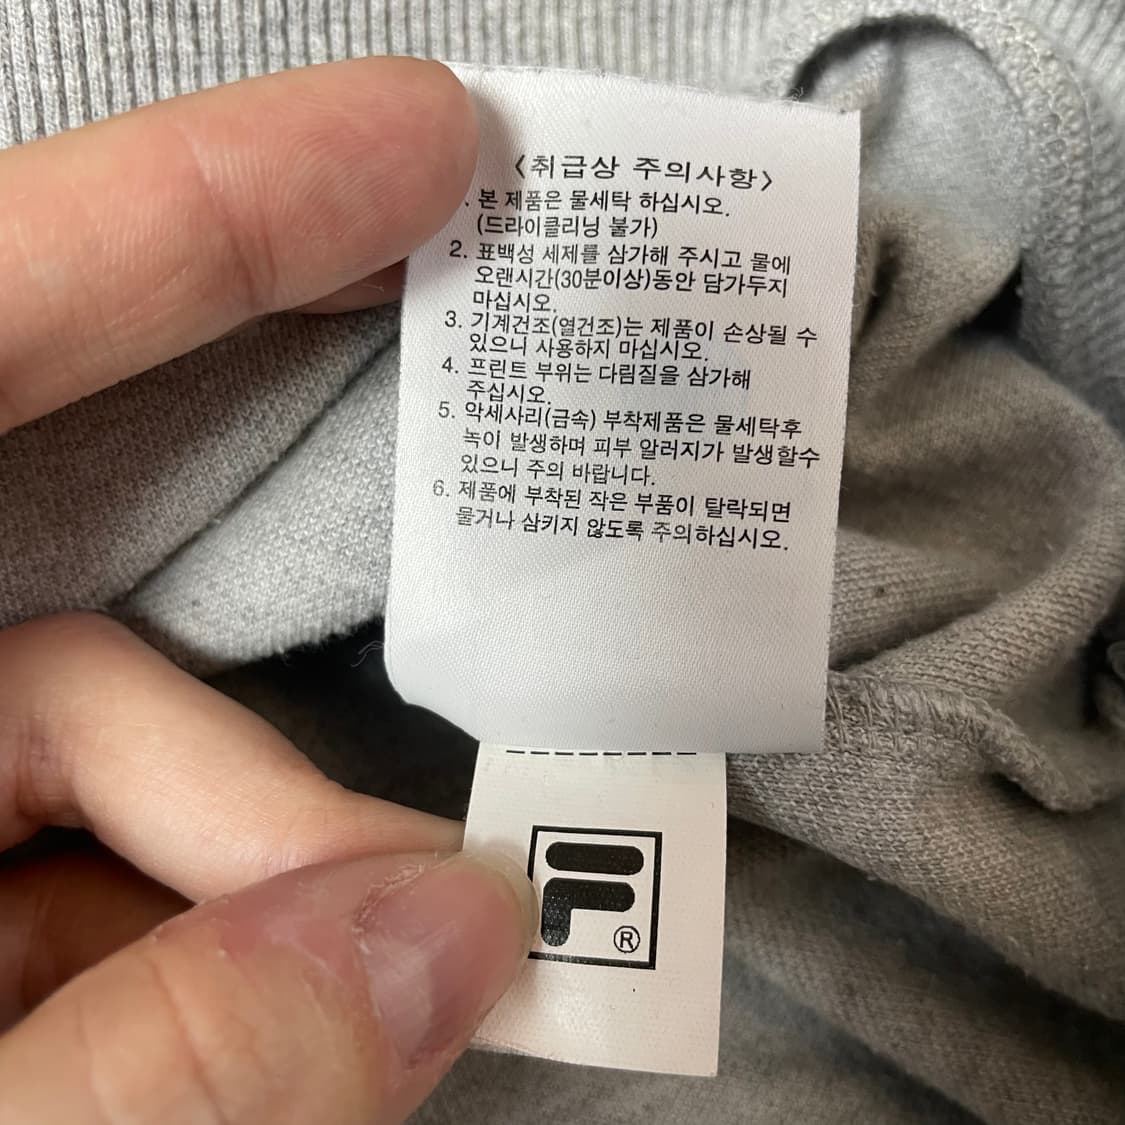 <취급상 주의사항>
. 본 제품은 물세탁 하십시오.
(드라이클리닝 불가)
2. 표백성 세제를 삼가해 주시고 물에
오랜시간(30분이상)동안 담가두지
마십시오.
3. 기계건조(열건조)는 제품이 손상될 수
있으니 사용하지 마십시오.
4. 프린트 부위는 다림질을 삼가해
주십시오.
5. 악세사리(금속) 부착제품은 물세탁후
녹이 발생하며 피부 알러지가 발생할수
있으니 주의 바랍니다.
6. 제품에 부착된 작은 부품이 탈락되면
물거나 삼키지 않도록 주의하십시오.
F
®